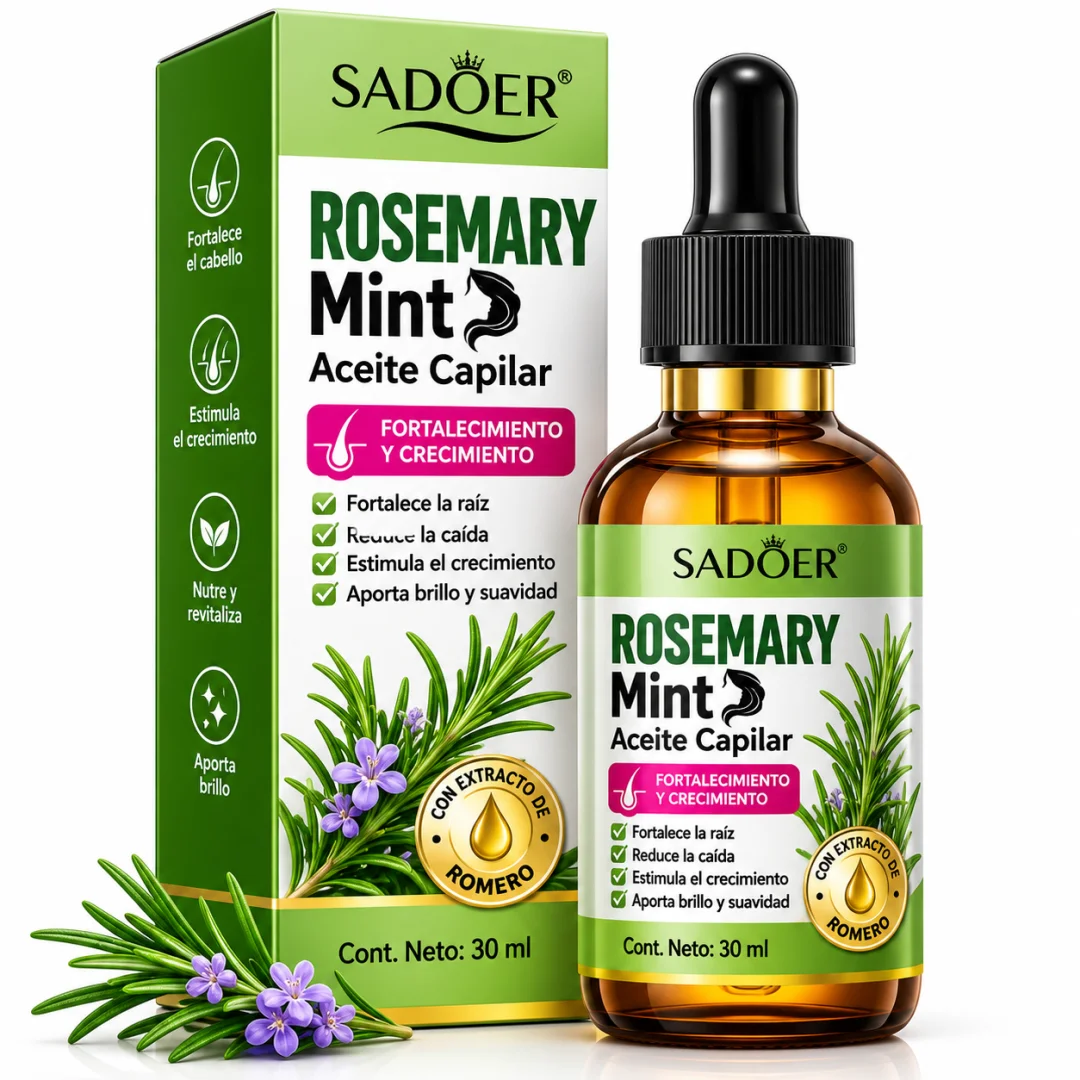 SADOER®
ROSEMARY
Mint
Aceite Capilar
FORTALECIMIENTO
Y CRECIMIENTO
Fortalece la raíz
Reduce la caída
Estimula el crecimiento
Aporta brillo y suavidad
CON EXTRACTO DE
ROMERO
Cont. Neto: 30 ml
Fortalece
el cabello
Estimula
el crecimiento
Nutre y
revitaliza
Aporta
brillo
SADOER®
ROSEMARY
Mint
Aceite Capilar
FORTALECIMIENTO
Y CRECIMIENTO
Fortalece la raíz
Reduce la caída
Estimula el crecimiento
Aporta brillo y suavidad
CON EXTRACTO DE
ROMERO
Cont. Neto: 30 ml